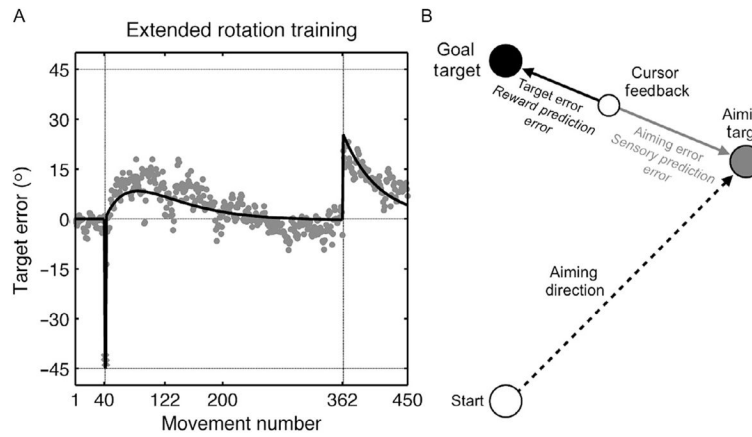 A
Extended rotation training
45
30
15
0
−15
−30
−45
Target error (°)
1 40 122 200 362 450
Movement number
B
Goal
target
Cursor
feedback
Target error
Reward prediction
error
Aiming error
Sensory prediction
error
Aiming
direction
Start